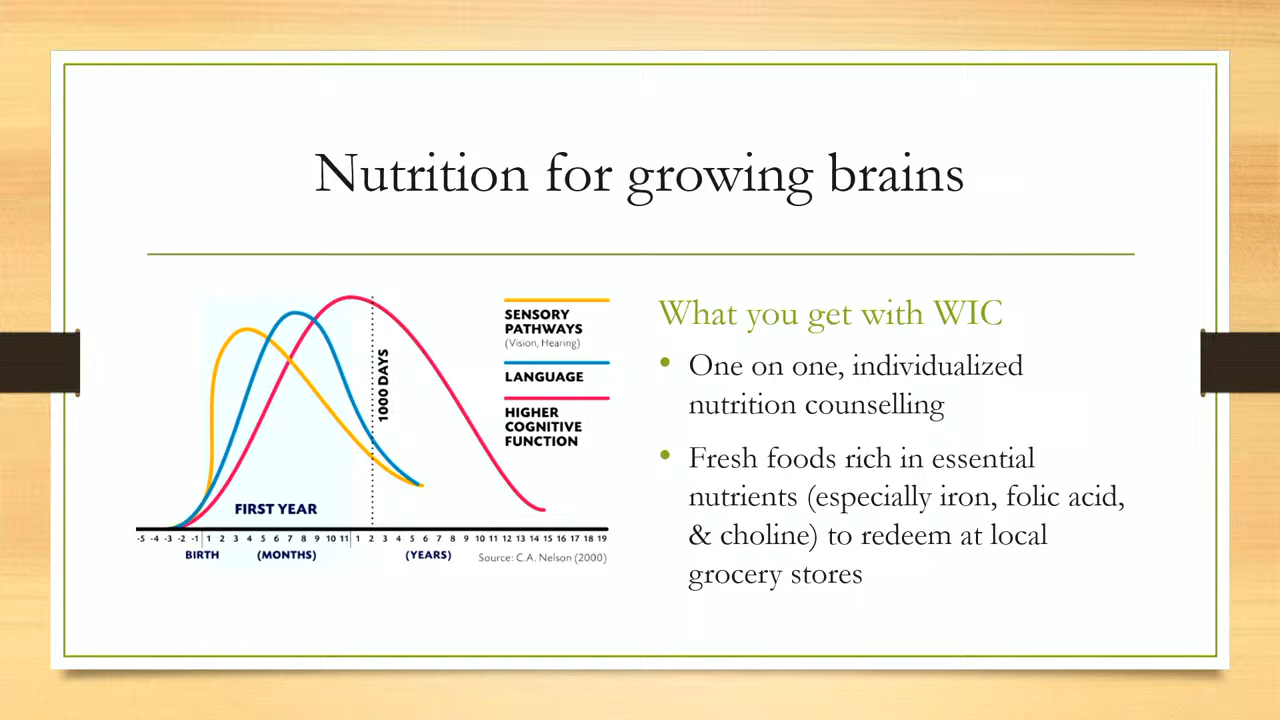 Nutrition for growing brains
SENSORY
PATHWAYS
(Vision, Hearing)
LANGUAGE
HIGHER
COGNITIVE
FUNCTION
1000 DAYS
FIRST YEAR
-5 -4 -3 -2 -1 1 2 3 4 5 6 7 8 9 10 11 1 2 3 4 5 6 7 8 9 10 11 12 13 14 15 16 17 18 19
BIRTH (MONTHS) (YEARS) Source: C.A. Nelson (2000)
What you get with WIC
• One on one, individualized
nutrition counselling
• Fresh foods rich in essential
nutrients (especially iron, folic acid,
& choline) to redeem at local
grocery stores